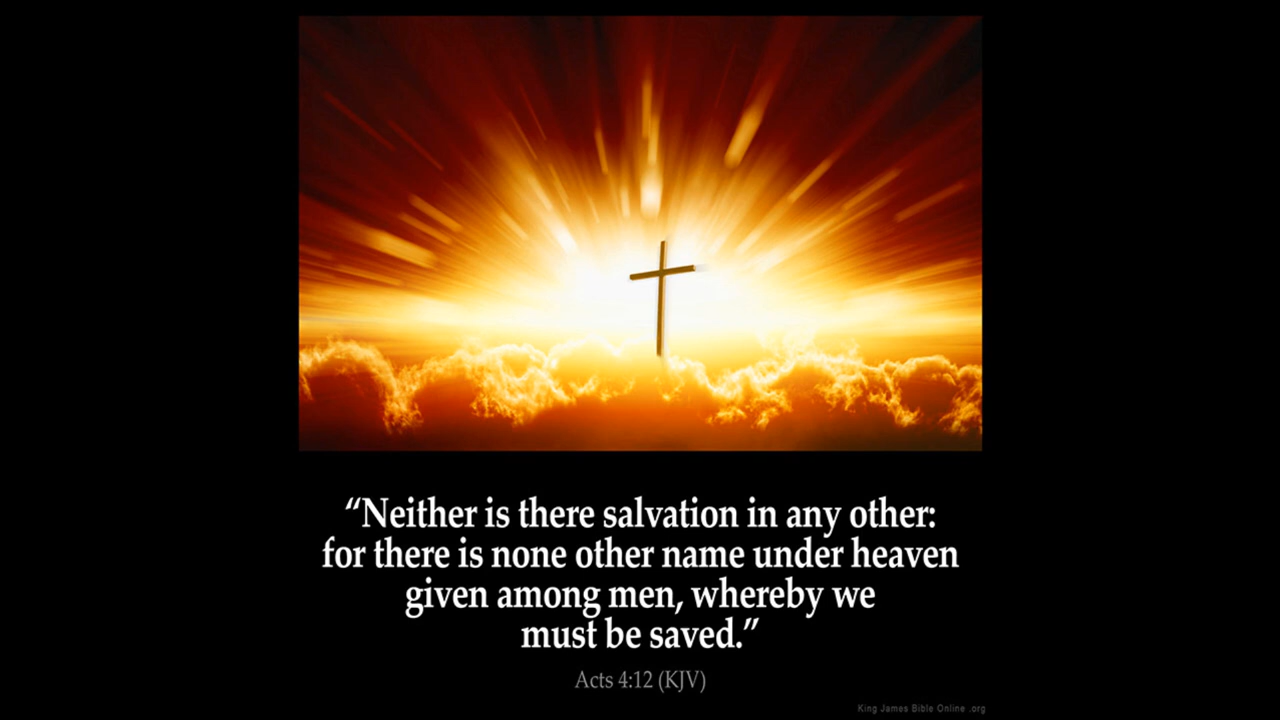 “Neither is there salvation in any other:
for there is none other name under heaven
given among men, whereby we
must be saved.”
Acts 4:12 (KJV)
King James Bible Online .org